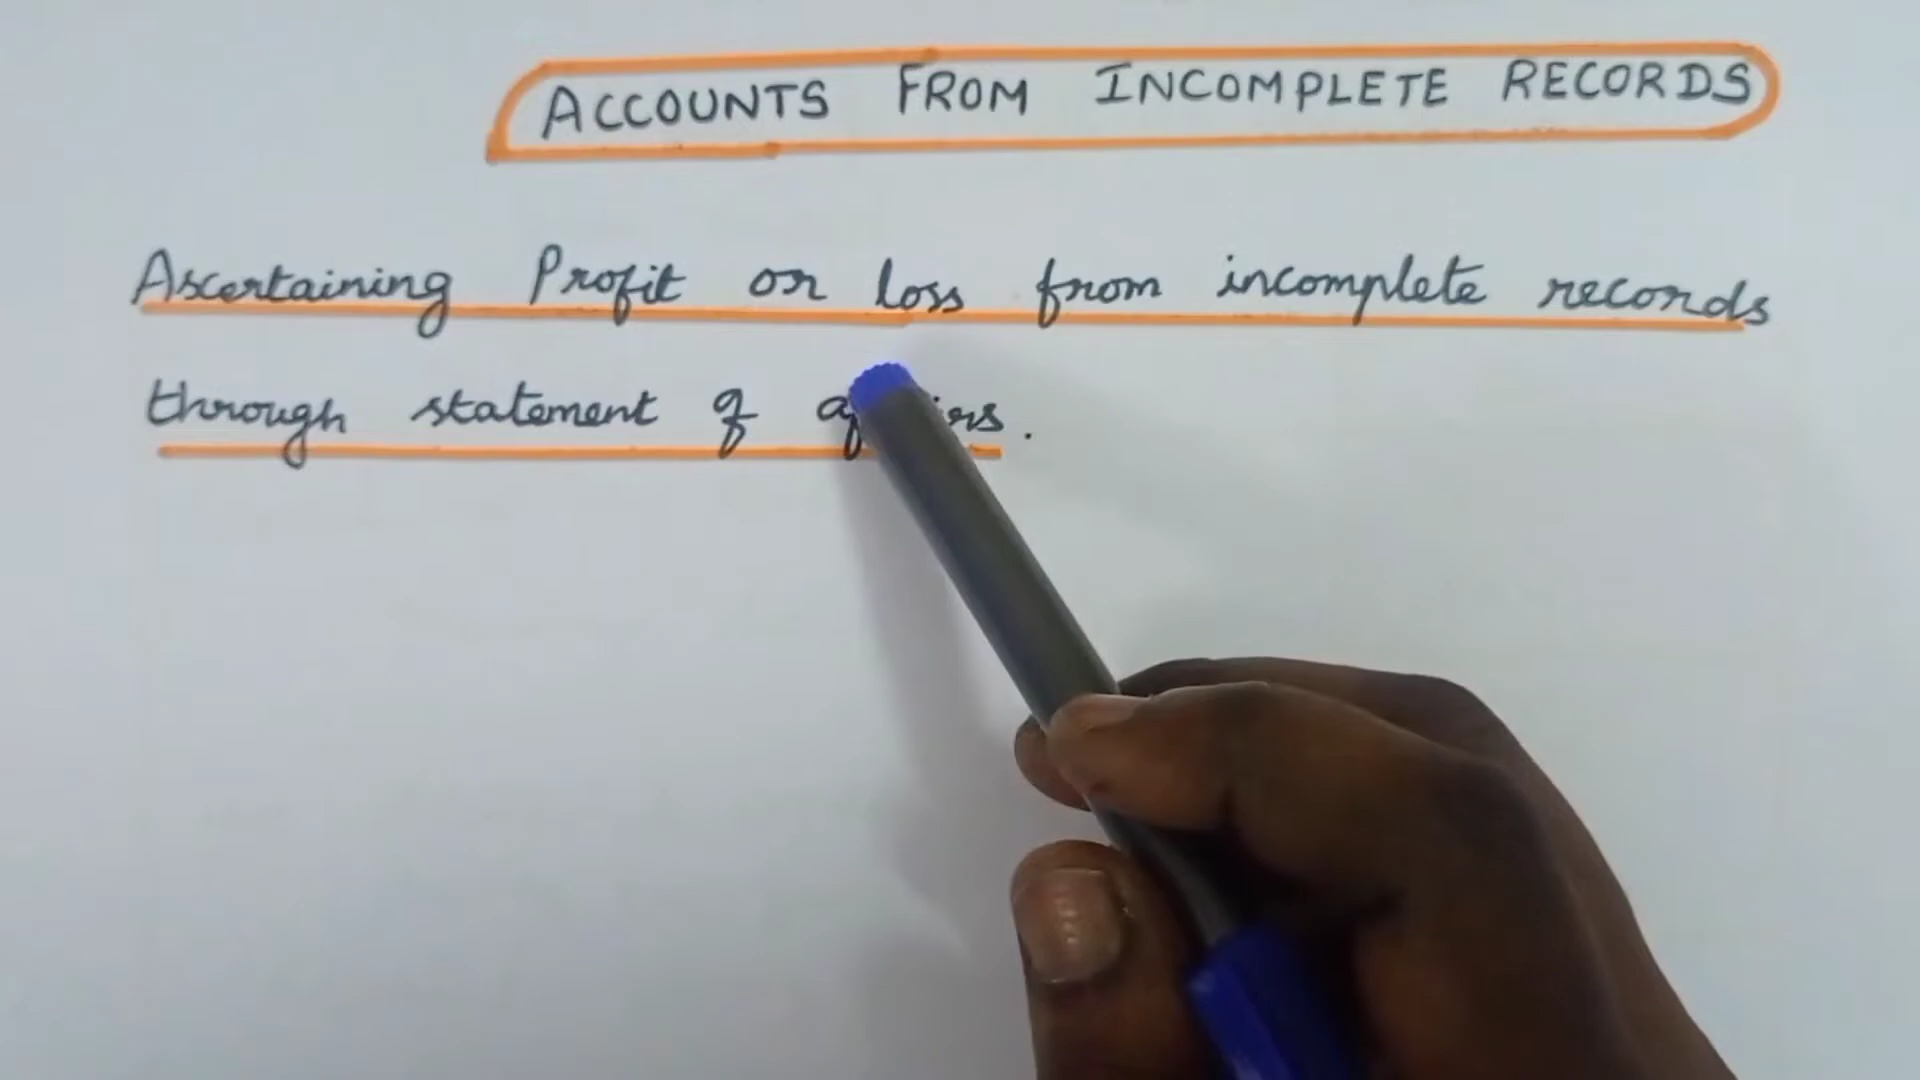 ACCOUNTS FROM INCOMPLETE RECORDS
Ascertaining Profit or loss from incomplete records
through statement of